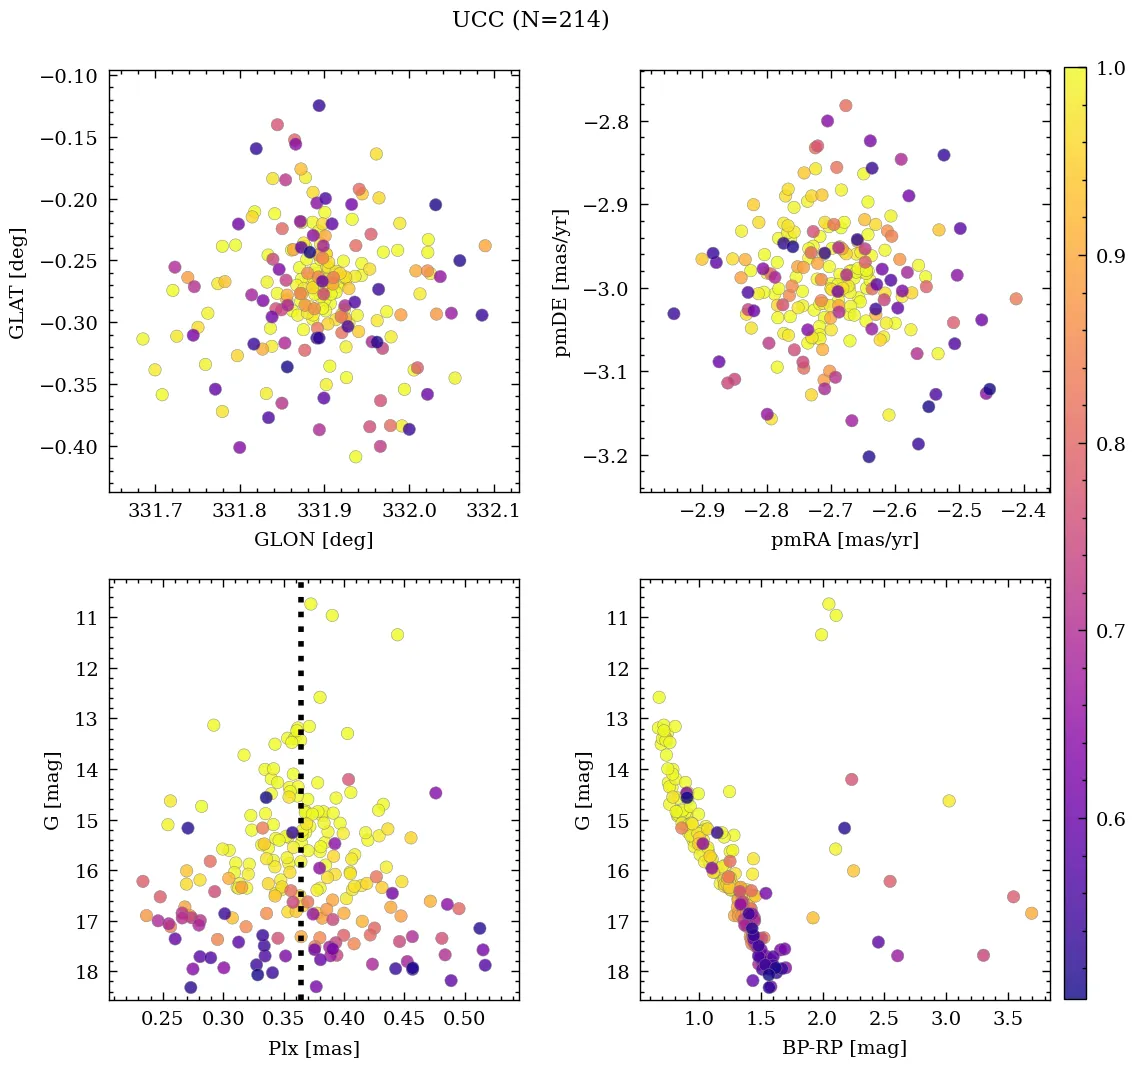 UCC (N=214)
−0.10
−0.15
−0.20
−0.25
−0.30
−0.35
−0.40
GLAT [deg]
331.7 331.8 331.9 332.0 332.1
GLON [deg]
−2.8
−2.9
−3.0
−3.1
−3.2
pmDE [mas/yr]
−2.9 −2.8 −2.7 −2.6 −2.5 −2.4
pmRA [mas/yr]
1.0
0.9
0.8
0.7
0.6
11
12
13
14
15
16
17
18
G [mag]
0.25 0.30 0.35 0.40 0.45 0.50
Plx [mas]
11
12
13
14
15
16
17
18
G [mag]
1.0 1.5 2.0 2.5 3.0 3.5
BP-RP [mag]